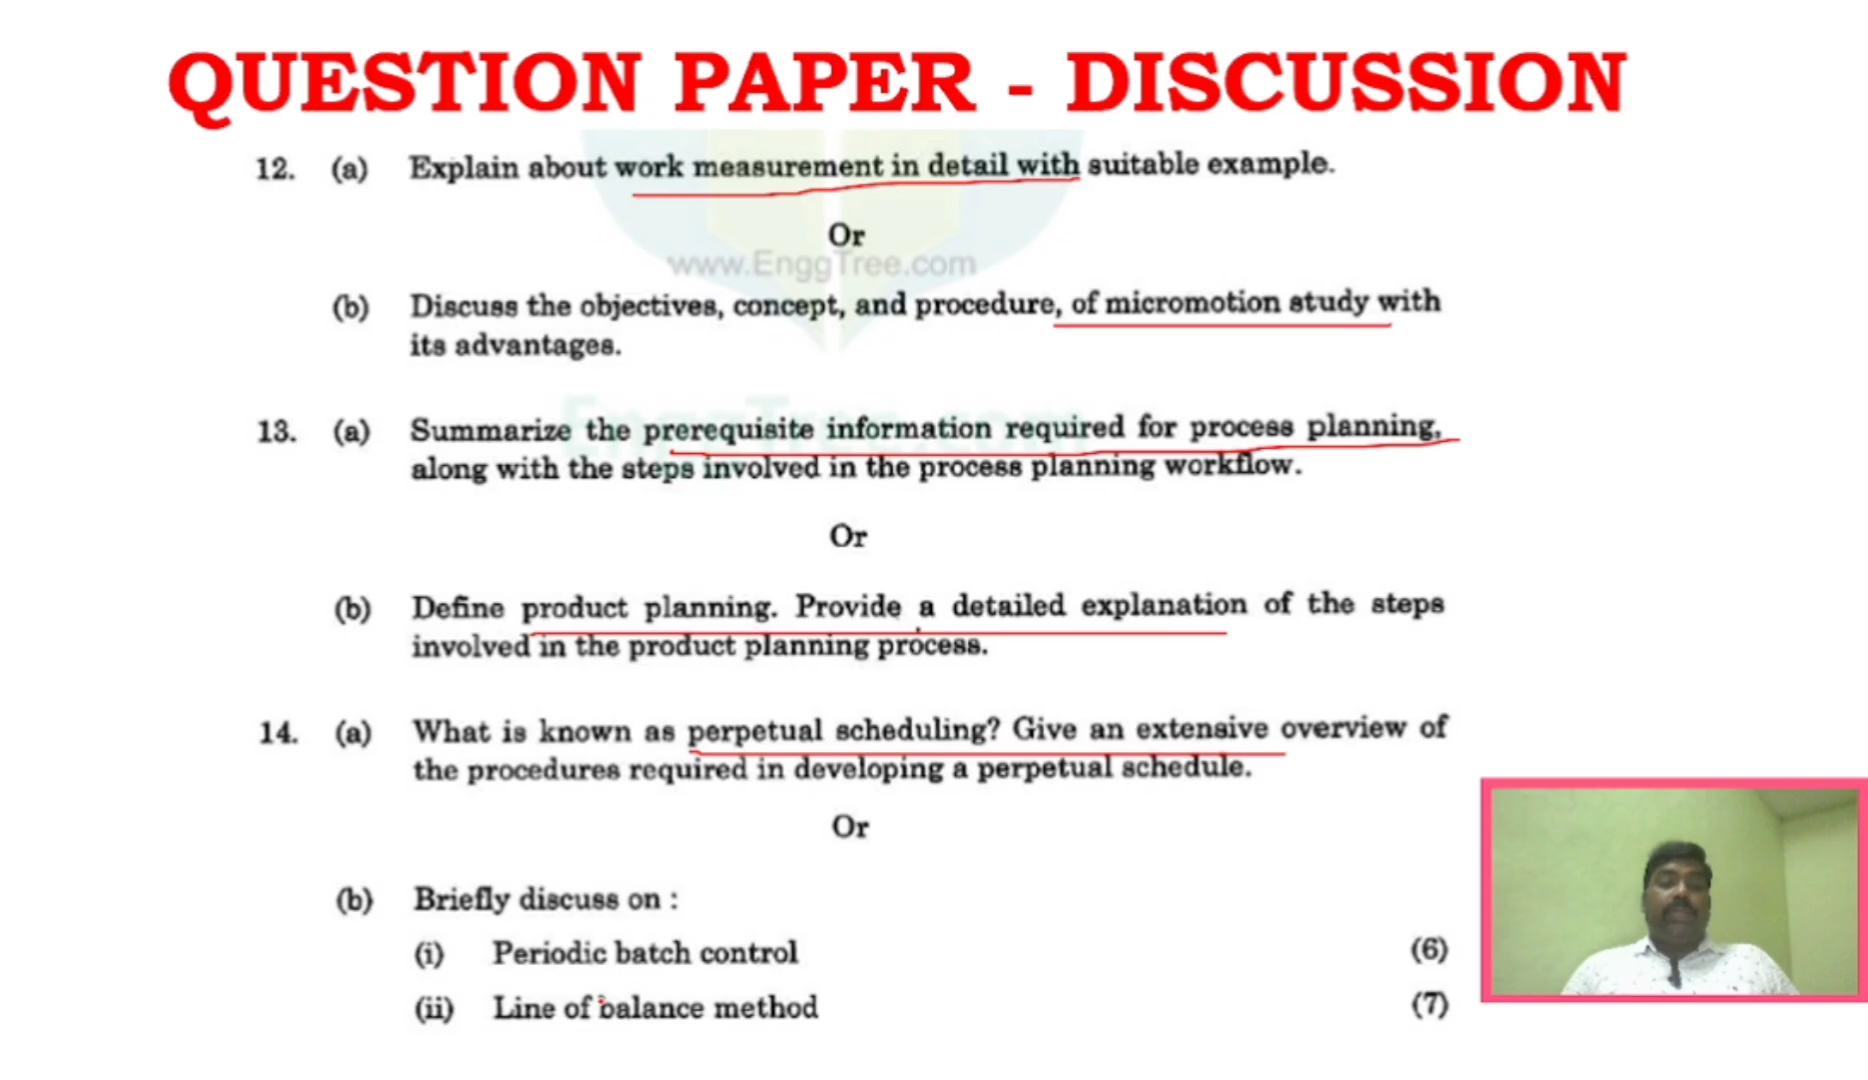 QUESTION PAPER - DISCUSSION
12. (a) Explain about work measurement in detail with suitable example.
Or
www.EnggTree.com
(b) Discuss the objectives, concept, and procedure, of micromotion study with
its advantages.
EnggTree.com
13. (a) Summarize the prerequisite information required for process planning,
along with the steps involved in the process planning workflow.
Or
(b) Define product planning. Provide a detailed explanation of the steps
involved in the product planning process.
14. (a) What is known as perpetual scheduling? Give an extensive overview of
the procedures required in developing a perpetual schedule.
Or
(b) Briefly discuss on :
(i) Periodic batch control (6)
(ii) Line of balance method (7)